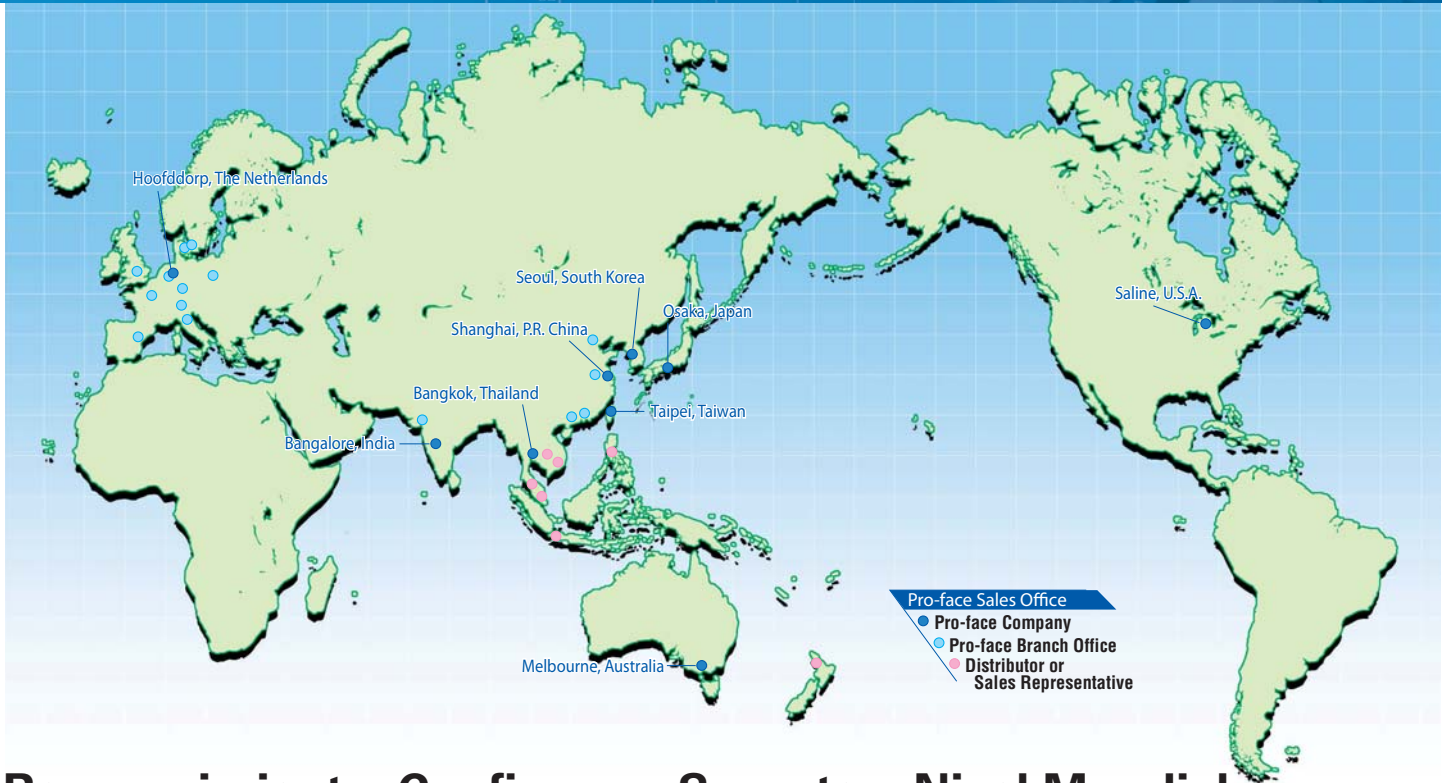 Hoofddorp, The Netherlands
Seoul, South Korea
Osaka, Japan
Saline, U.S.A.
Shanghai, P.R. China
Bangkok, Thailand
Taipei, Taiwan
Bangalore, India
Pro-face Sales Office
Pro-face Company
Pro-face Branch Office
Distributor or
Sales Representative
Melbourne, Australia